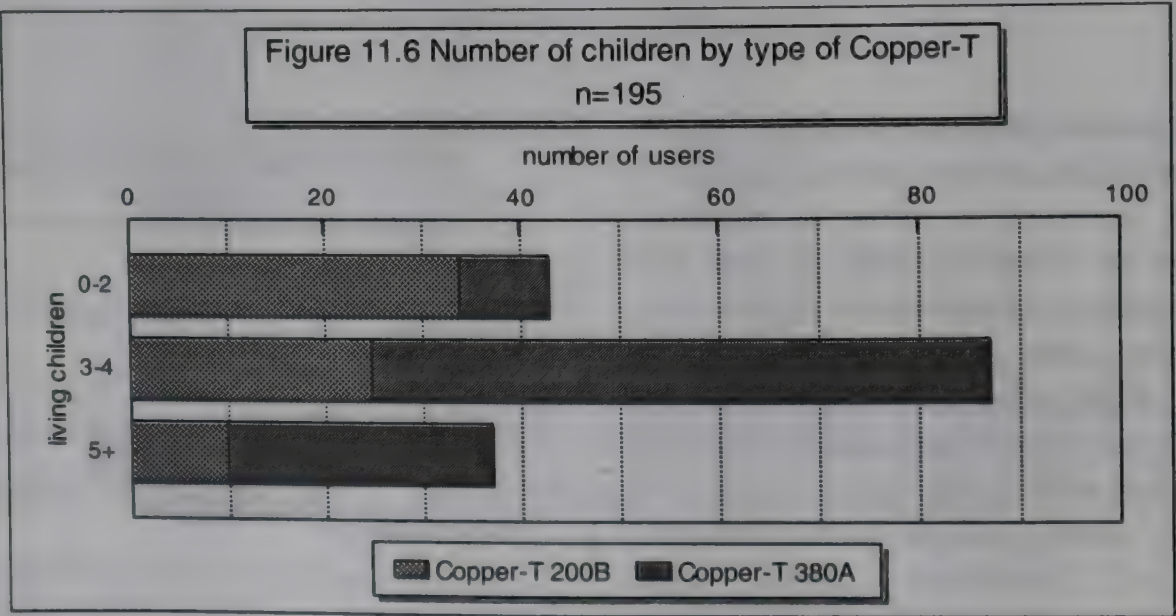 Figure 11.6 Number of children by type of Copper-T
n=195
number of users
0 20 40 60 80 100
living children
0-2
3-4
5+
Copper-T 200B Copper-T 380A